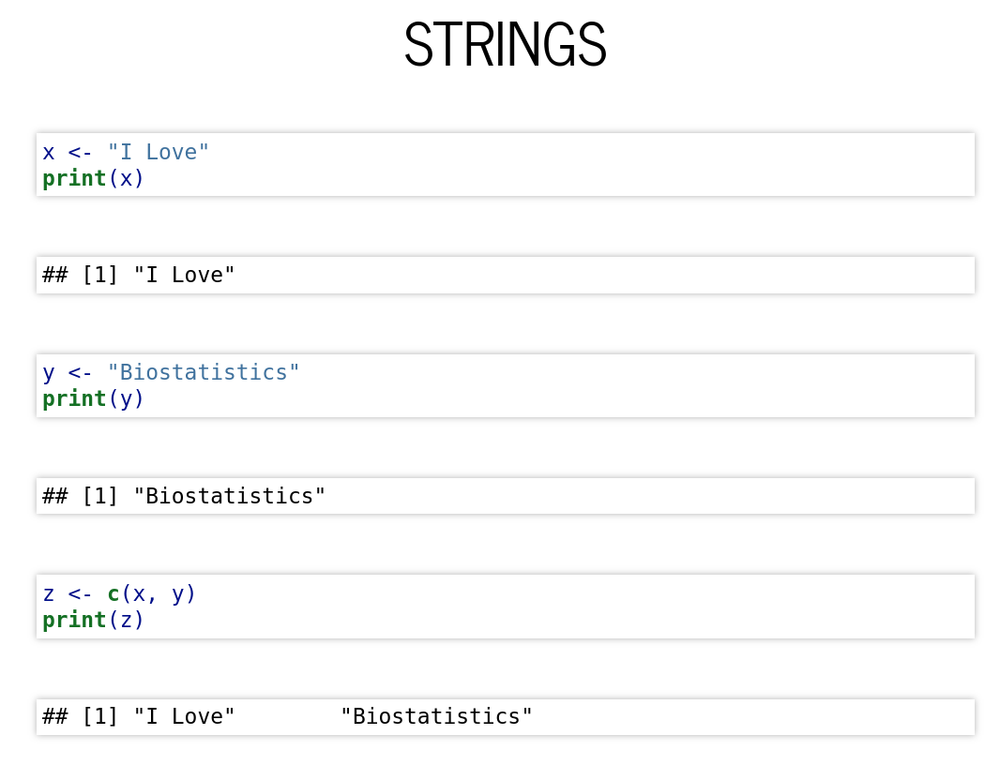 STRINGS
x <- "I Love"
print(x)
## [1] "I Love"
y <- "Biostatistics"
print(y)
## [1] "Biostatistics"
z <- c(x, y)
print(z)
## [1] "I Love"        "Biostatistics"